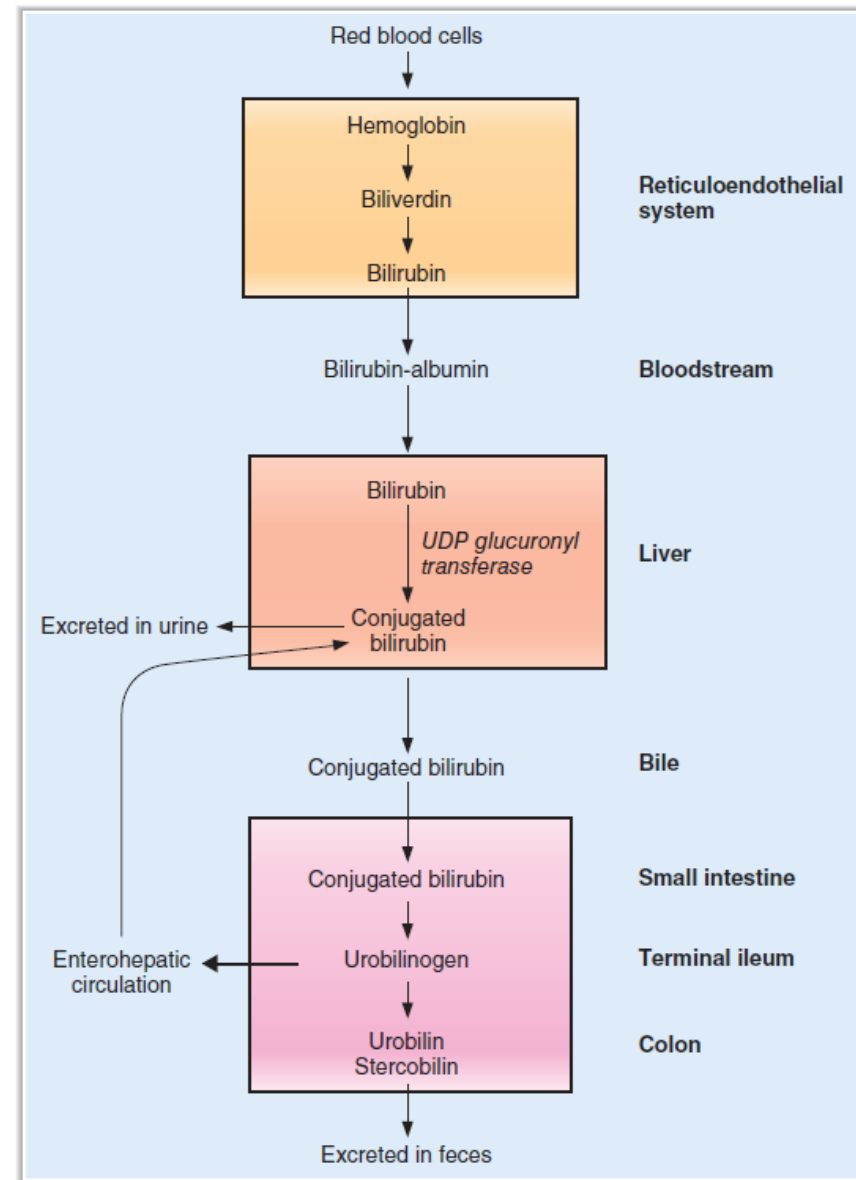 Red blood cells
Hemoglobin
Biliverdin
Reticuloendothelial
system
Bilirubin
Bilirubin-albumin
Bloodstream
Bilirubin
UDP glucuronyl
transferase
Liver
Excreted in urine
Conjugated
bilirubin
Conjugated bilirubin
Bile
Conjugated bilirubin
Small intestine
Enterohepatic
circulation
Urobilinogen
Terminal ileum
Urobilin
Stercobilin
Colon
Excreted in feces